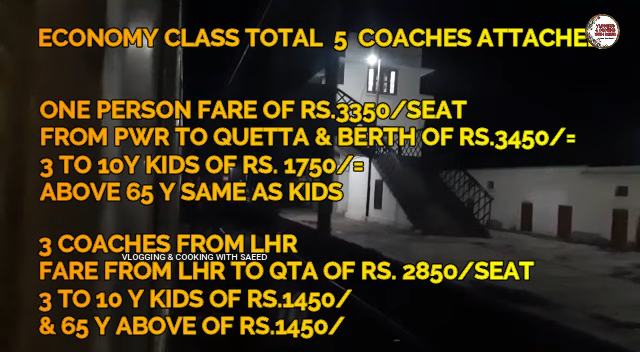 ECONOMY CLASS TOTAL 5 COACHES ATTACHE
ONE PERSON FARE OF RS.3350/SEAT
FROM PWR TO QUETTA & BERTH OF RS.3450/=
3 TO 10Y KIDS OF RS. 1750/=
ABOVE 65 Y SAME AS KIDS
3 COACHES FROM LHR
VLOGGING & COOKING WITH SAEED
FARE FROM LHR TO QTA OF RS. 2850/SEAT
3 TO 10 Y KIDS OF RS.1450/
& 65 Y ABOVE OF RS.1450/